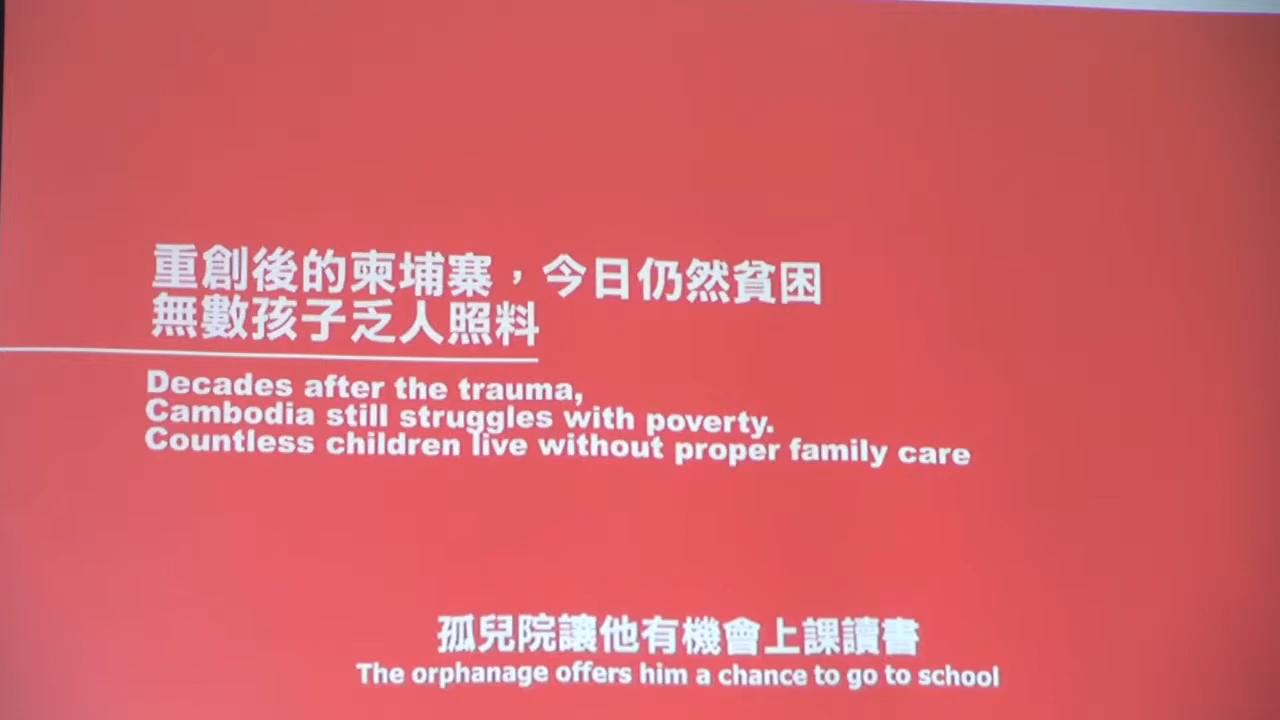 重創後的柬埔寨，今日仍然貧困
無數孩子乏人照料
Decades after the trauma,
Cambodia still struggles with poverty.
Countless children live without proper family care
孤兒院讓他有機會上課讀書
The orphanage offers him a chance to go to school